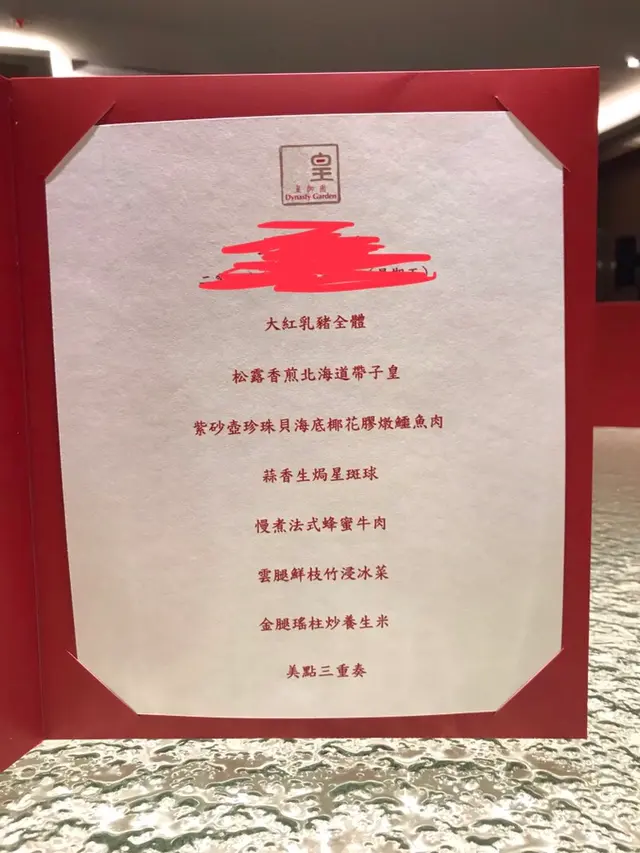 皇
皇御園
Dynasty Garden
大紅乳豬全體
松露香煎北海道帶子皇
紫砂壺珍珠貝海底椰花膠燉鱷魚肉
蒜香生焗星斑球
慢煮法式蜂蜜牛肉
雲腿鮮枝竹浸冰菜
金腿瑤柱炒養生米
美點三重奏